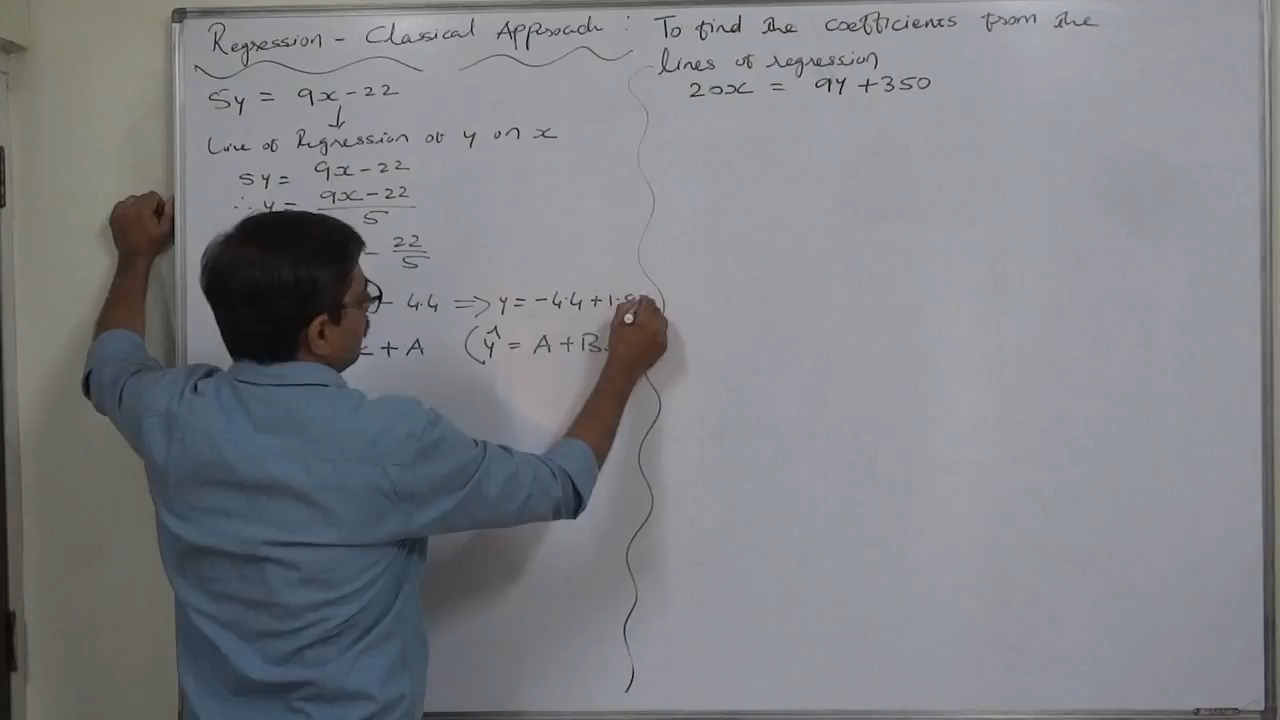 Regression - Classical Approach : To find the coefficients from the
lines of regression
5y = 9x - 22
Line of Regression of y on x
5y = 9x - 22
∴ y = 9x - 22
5
- 22
5
- 4.4 => y = -4.4 + 1.
+ A (ŷ = A + B
20x = 9y + 350